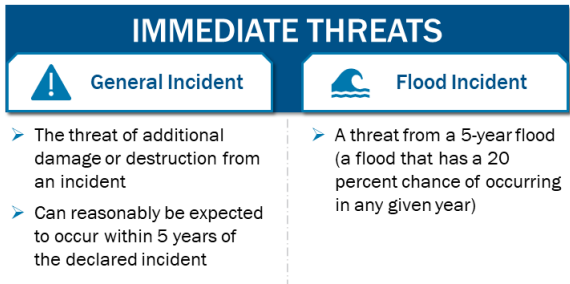 IMMEDIATE THREATS
General Incident
Flood Incident
The threat of additional
damage or destruction from
an incident
Can reasonably be expected
to occur within 5 years of
the declared incident
A threat from a 5-year flood
(a flood that has a 20
percent chance of occurring
in any given year)